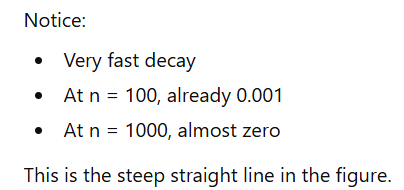 Notice:
• Very fast decay
• At n = 100, already 0.001
• At n = 1000, almost zero
This is the steep straight line in the figure.